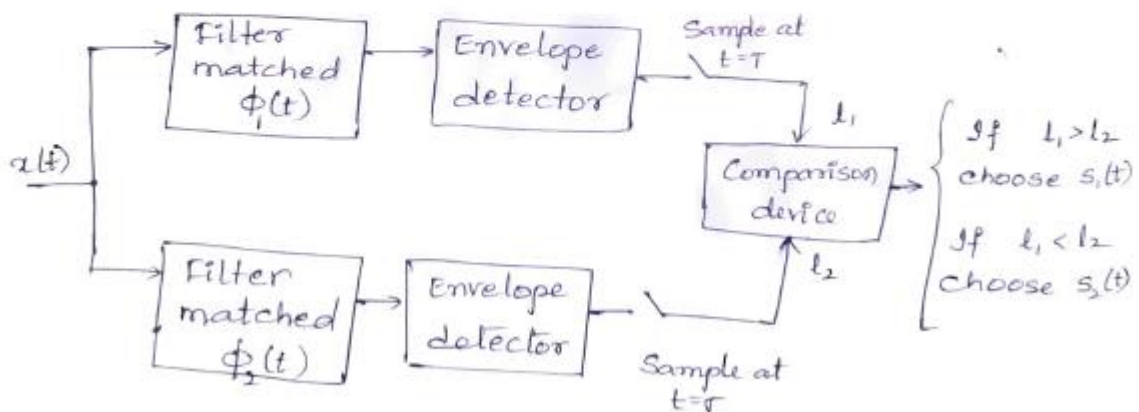 Filter
matched
ϕ₁(t)
Envelope
detector
Sample at
t=T
l₁
x(t)
Comparison
device
If l₁>l₂
choose s₁(t)
If l₁<l₂
choose s₂(t)
l₂
Filter
matched
ϕ₂(t)
Envelope
detector
Sample at
t=T